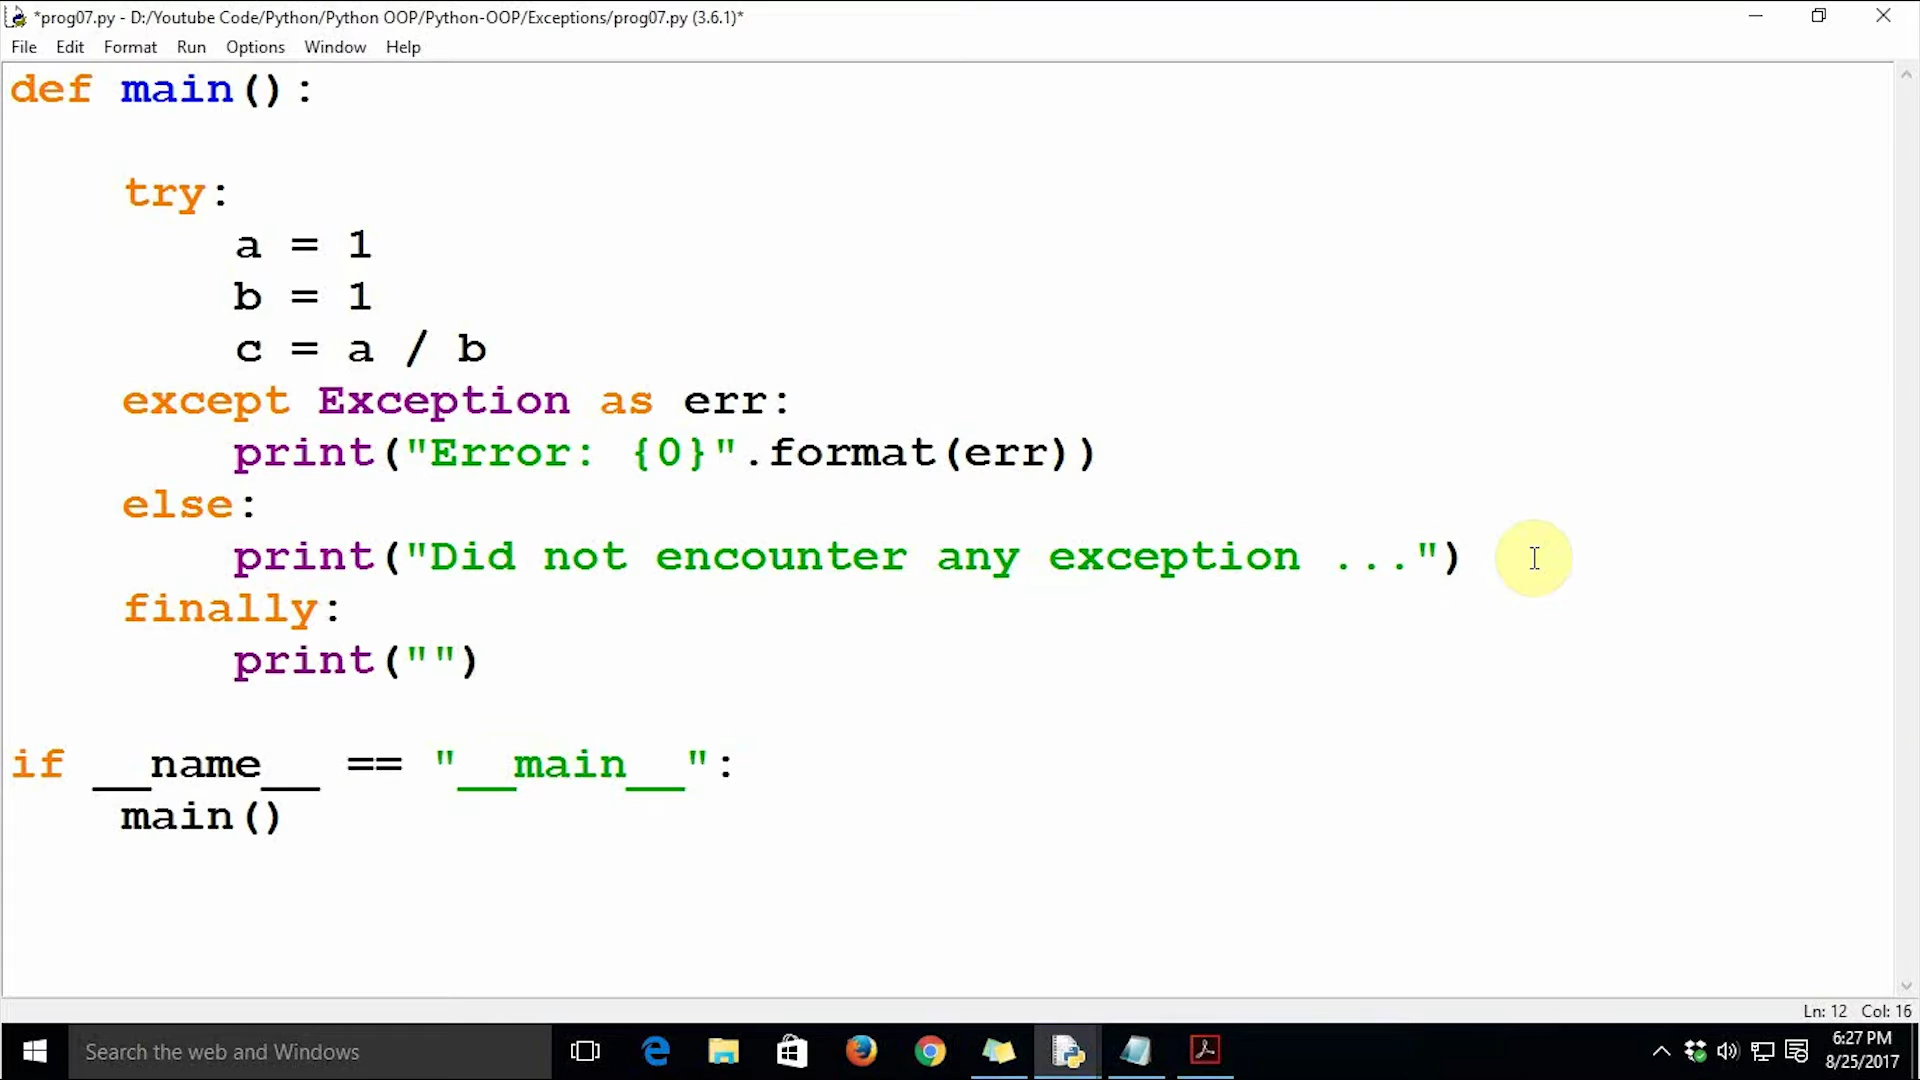 *prog07.py - D:/Youtube Code/Python/Python OOP/Python-OOP/Exceptions/prog07.py (3.6.1)*
File Edit Format Run Options Window Help
def main():
    try:
        a = 1
        b = 1
        c = a / b
    except Exception as err:
        print("Error: {0}".format(err))
    else:
        print("Did not encounter any exception ...")
    finally:
        print("")
if __name__ == "__main__":
    main()
Ln: 12 Col: 16
Search the web and Windows
6:27 PM
8/25/2017